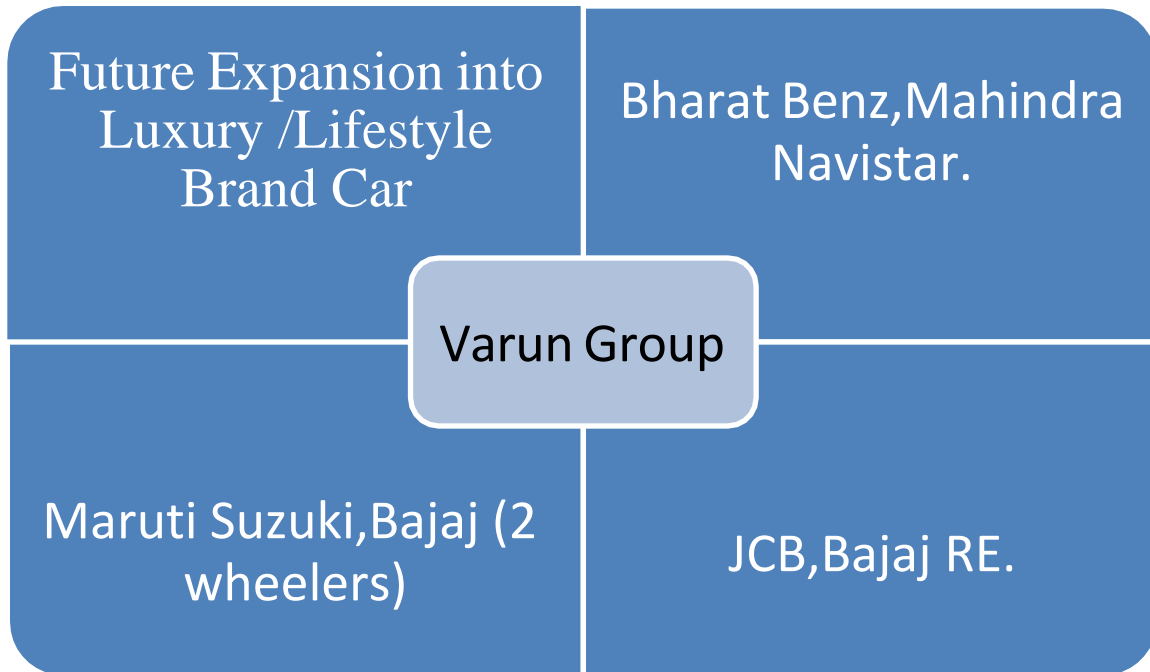 Future Expansion into
Luxury /Lifestyle
Brand Car
Bharat Benz,Mahindra
Navistar.
Varun Group
Maruti Suzuki,Bajaj (2
wheelers)
JCB,Bajaj RE.